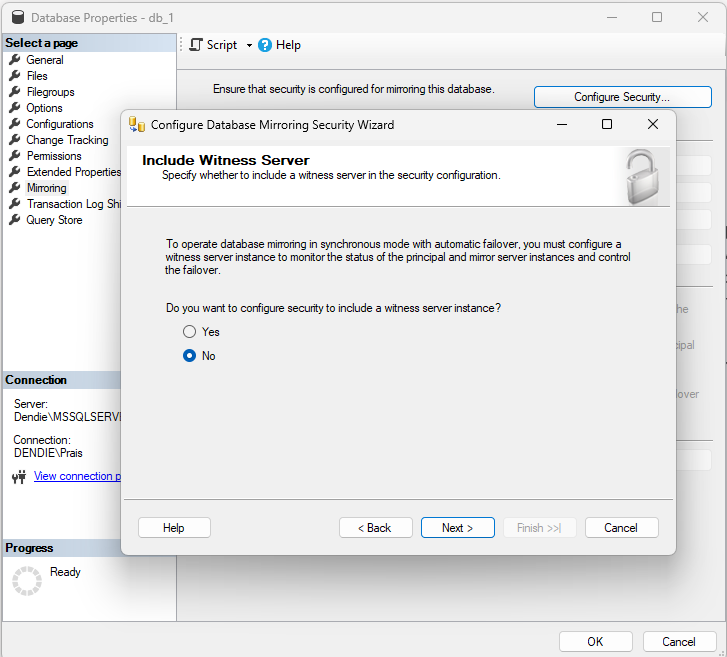 Database Properties - db_1
Select a page
General
Files
Filegroups
Options
Configurations
Change Tracking
Permissions
Extended Properties
Mirroring
Transaction Log Shi
Query Store
Script
Help
Ensure that security is configured for mirroring this database.
Configure Security...
Configure Database Mirroring Security Wizard
Include Witness Server
Specify whether to include a witness server in the security configuration.
To operate database mirroring in synchronous mode with automatic failover, you must configure a
witness server instance to monitor the status of the principal and mirror server instances and control
the failover.
Do you want to configure security to include a witness server instance?
Yes
No
Help
< Back
Next >
Finish >>|
Cancel
he
cipal
lover
Connection
Server:
Dendie\MSSQLSERV
Connection:
DENDIE\Prais
View connection p
Progress
Ready
OK
Cancel